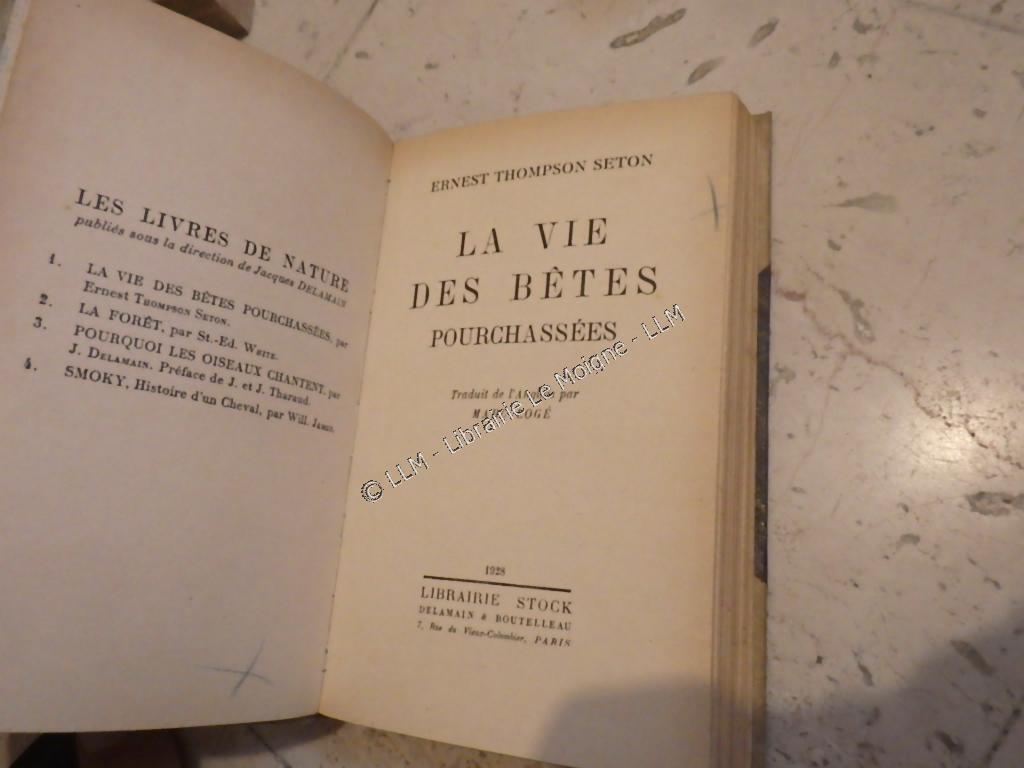 LES LIVRES DE NATURE
publiés sous la direction de Jacques DELAMAIN
1. LA VIE DES BÊTES POURCHASSÉES, par
ERNEST THOMPSON SETON.
2. LA FORÊT, par ST.-ED. WHITE.
3. POURQUOI LES OISEAUX CHANTENT, par
J. DELAMAIN. Préface de J. et J. Tharaud.
4. SMOKY, Histoire d'un Cheval, par WILL. JAMES.
ERNEST THOMPSON SETON
LA VIE
DES BÊTES
POURCHASSÉES
Traduit de l'Anglais par
1928
LIBRAIRIE STOCK
DELAMAIN & BOUTELLEAU
7, Rue du Vieux-Colombier, PARIS
© LLM - Librairie Le Moigne - LLM